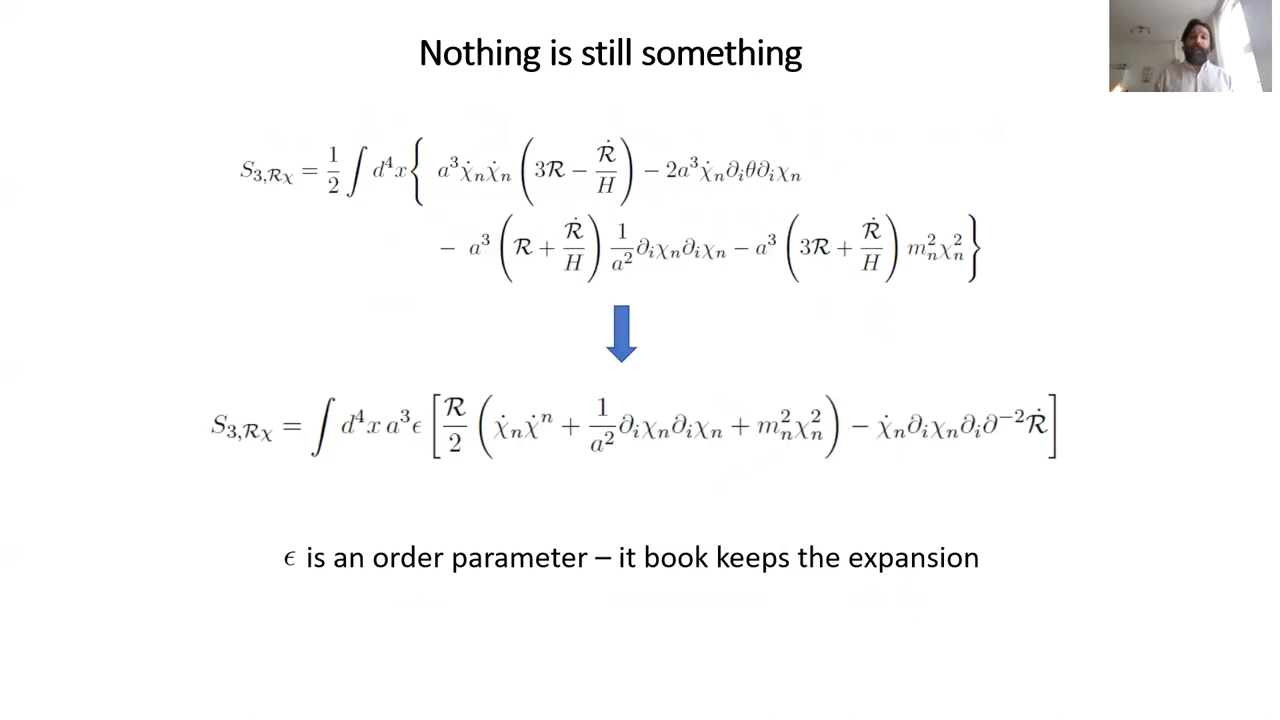 Nothing is still something
$S_{3,\mathcal{R}\chi} = \frac{1}{2} \int d^4x \Big\{ \; a^3 \dot{\chi}_n \dot{\chi}_n \left( 3\mathcal{R} - \frac{\dot{\mathcal{R}}}{H} \right) - 2a^3 \dot{\chi}_n \partial_i \theta \partial_i \chi_n$
$- \; a^3 \left( \mathcal{R} + \frac{\dot{\mathcal{R}}}{H} \right) \frac{1}{a^2} \partial_i \chi_n \partial_i \chi_n - a^3 \left( 3\mathcal{R} + \frac{\dot{\mathcal{R}}}{H} \right) m_n^2 \chi_n^2 \Big\}$
$S_{3,\mathcal{R}\chi} = \int d^4x \, a^3 \epsilon \left[ \frac{\mathcal{R}}{2} \left( \dot{\chi}_n \dot{\chi}^n + \frac{1}{a^2} \partial_i \chi_n \partial_i \chi_n + m_n^2 \chi_n^2 \right) - \dot{\chi}_n \partial_i \chi_n \partial_i \partial^{-2} \dot{\mathcal{R}} \right]$
ϵ is an order parameter – it book keeps the expansion